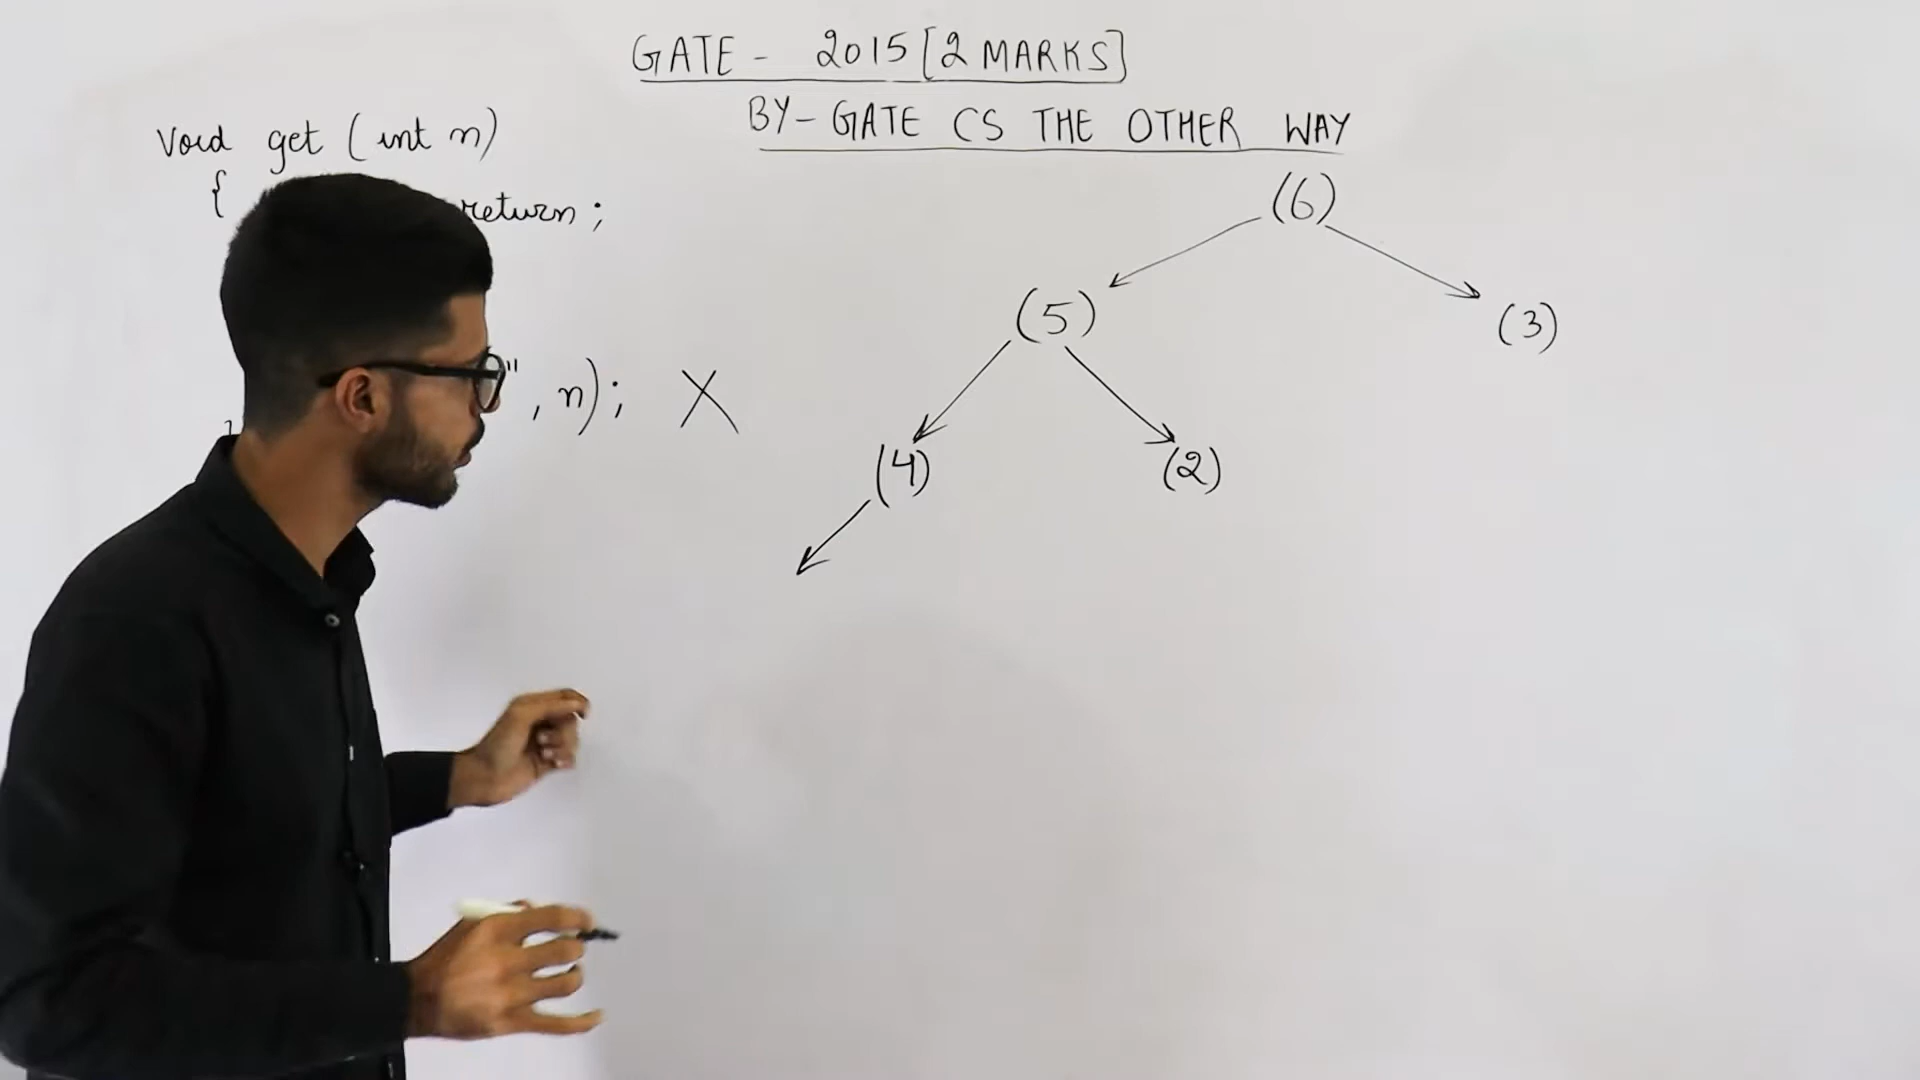 GATE - 2015 [2 MARKS]
BY- GATE CS THE OTHER WAY
Void get (int n)
{ return ;
" , n); X
(6)
(5) (3)
(4) (2)